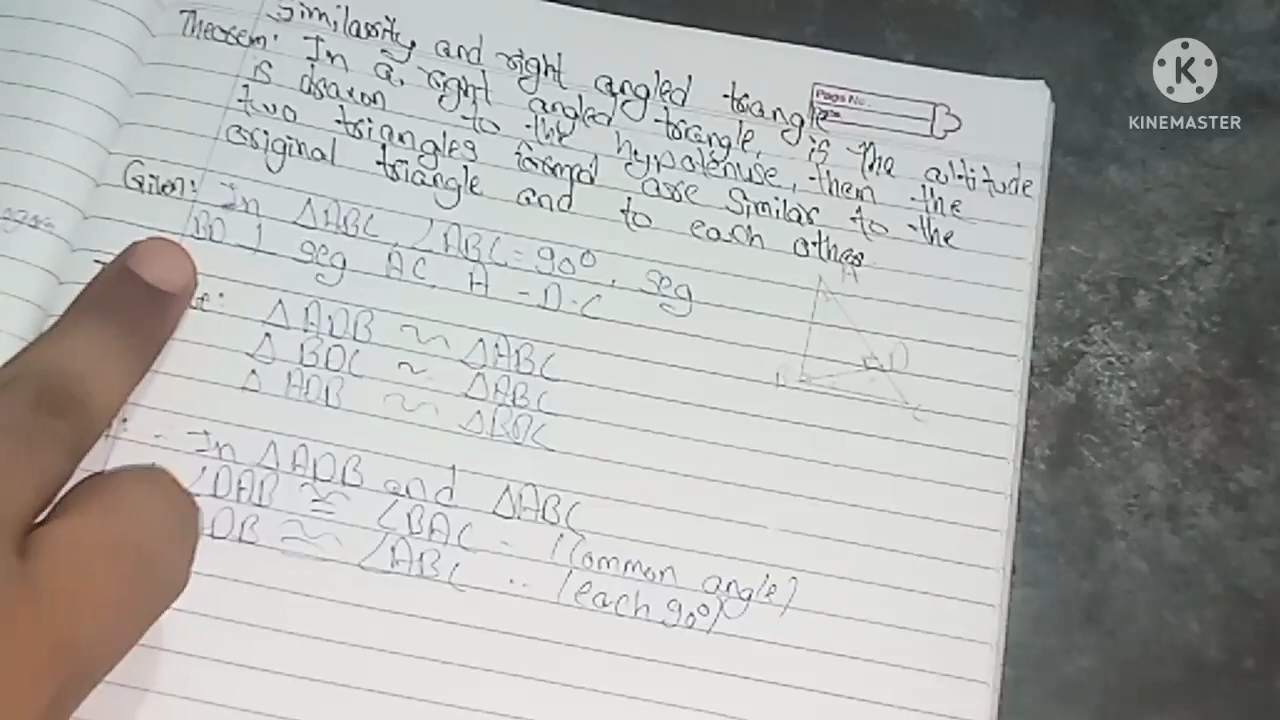 Similarity and right angled triangle
Theorem: In a right angled triangle, is the altitude
is drawn to the hypotenuse, them the
two triangles formed are similar to the
original triangle and to each other
Given: In △ABC ∠ABC=90°, seg
BD ⊥ seg AC, A-D-C
△ADB ~ △ABC
△BDC ~ △ABC
△ADB ~ △BDC
In △ADB and △ABC
∠DAB ≅ ∠BAC - (Common angle)
DB ≅ ∠ABC .. (each 90°)
Page No.
A
D
B
C
K
KINEMASTER